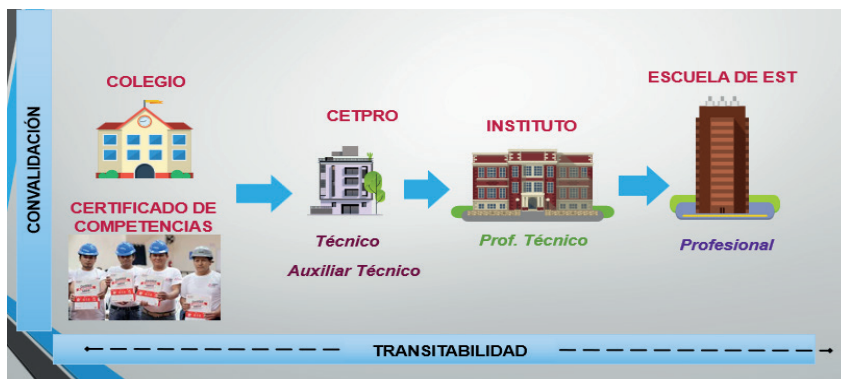 CONVALIDACIÓN
COLEGIO
CERTIFICADO DE
COMPETENCIAS
CETPRO
Técnico
Auxiliar Técnico
INSTITUTO
Prof. Técnico
ESCUELA DE EST
Profesional
TRANSITABILIDAD